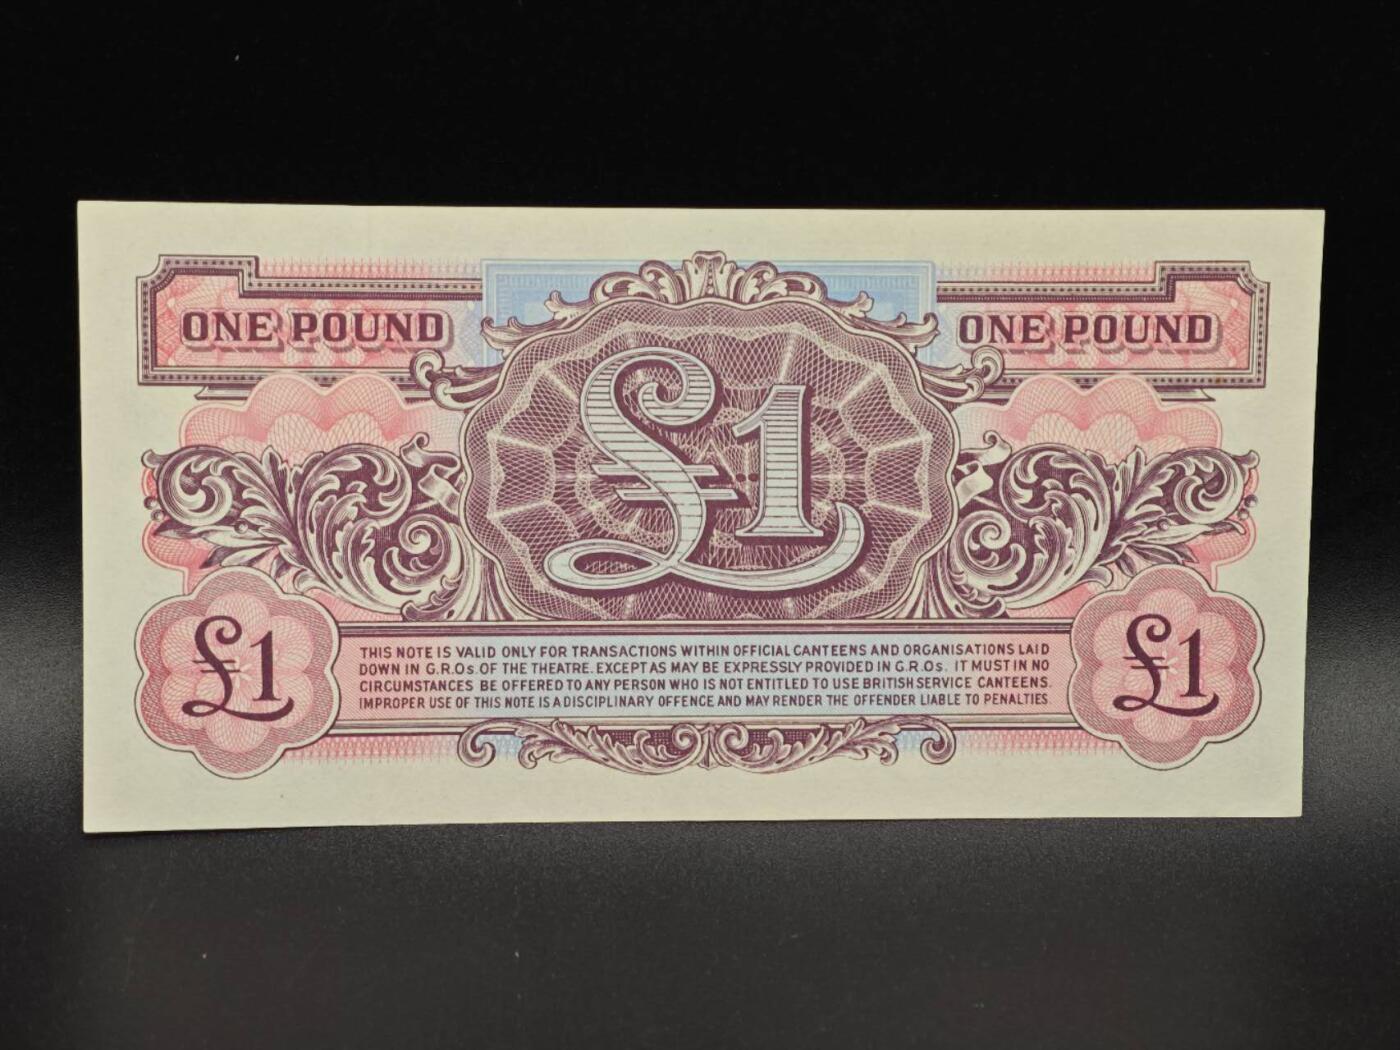 ONE POUND
ONE POUND
£1
THIS NOTE IS VALID ONLY FOR TRANSACTIONS WITHIN OFFICIAL CANTEENS AND ORGANISATIONS LAID
DOWN IN G.R.Os OF THE THEATRE. EXCEPT AS MAY BE EXPRESSLY PROVIDED IN G.R.Os. IT MUST IN NO
CIRCUMSTANCES BE OFFERED TO ANY PERSON WHO IS NOT ENTITLED TO USE BRITISH SERVICE CANTEENS.
IMPROPER USE OF THIS NOTE IS A DISCIPLINARY OFFENCE AND MAY RENDER THE OFFENDER LIABLE TO PENALTIES
£1
£1